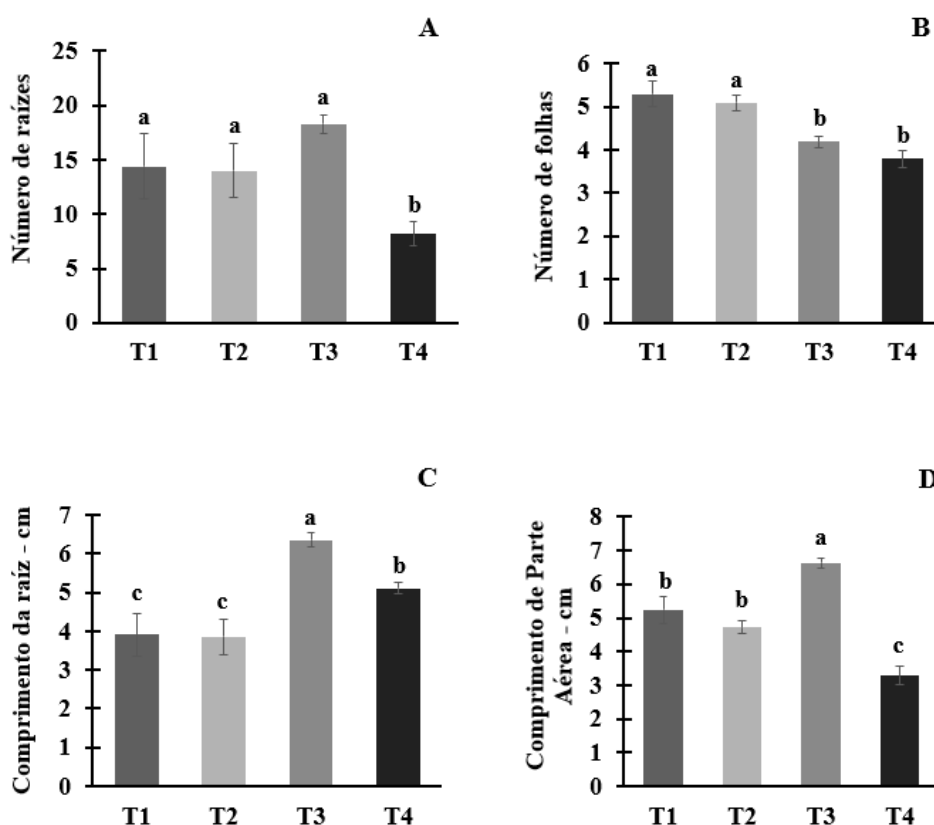 A
Número de raízes
25
20
15
10
5
0
a
a
a
b
T1 T2 T3 T4
B
Número de folhas
6
5
4
3
2
1
0
a
a
b
b
T1 T2 T3 T4
C
Comprimento da raíz - cm
7
6
5
4
3
2
1
0
c
c
a
b
T1 T2 T3 T4
D
Comprimento de Parte
Aérea - cm
8
7
6
5
4
3
2
1
0
b
b
a
c
T1 T2 T3 T4